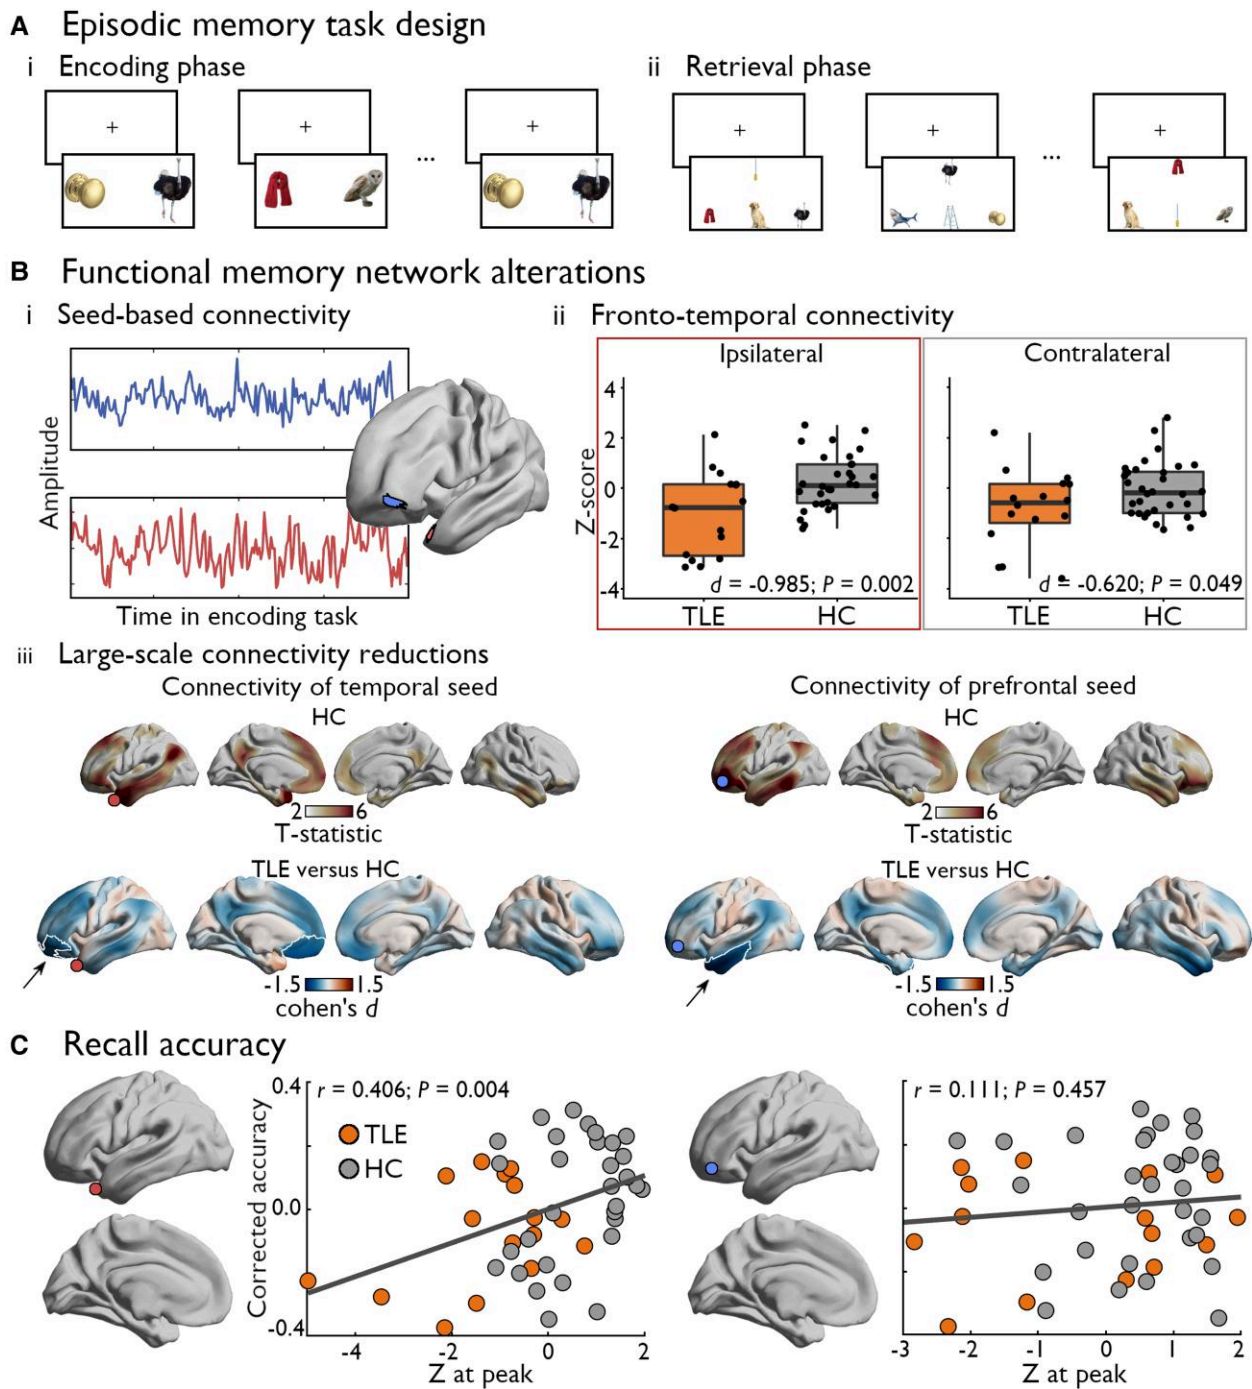 A Episodic memory task design
i Encoding phase
ii Retrieval phase
+ + ... +
+ + ... +
B Functional memory network alterations
i Seed-based connectivity
Amplitude
Time in encoding task
ii Fronto-temporal connectivity
Ipsilateral
Contralateral
Z-score
4
2
0
-2
-4
d = -0.985; P = 0.002
d = -0.620; P = 0.049
TLE HC
TLE HC
iii Large-scale connectivity reductions
Connectivity of temporal seed
HC
2 6
T-statistic
TLE versus HC
-1.5 1.5
cohen's d
Connectivity of prefrontal seed
HC
2 6
T-statistic
TLE versus HC
-1.5 1.5
cohen's d
C Recall accuracy
Corrected accuracy
0.4
0.0
-0.4
r = 0.406; P = 0.004
TLE
HC
-4 -2 0 2
Z at peak
r = 0.111; P = 0.457
-3 -2 -1 0 1 2
Z at peak